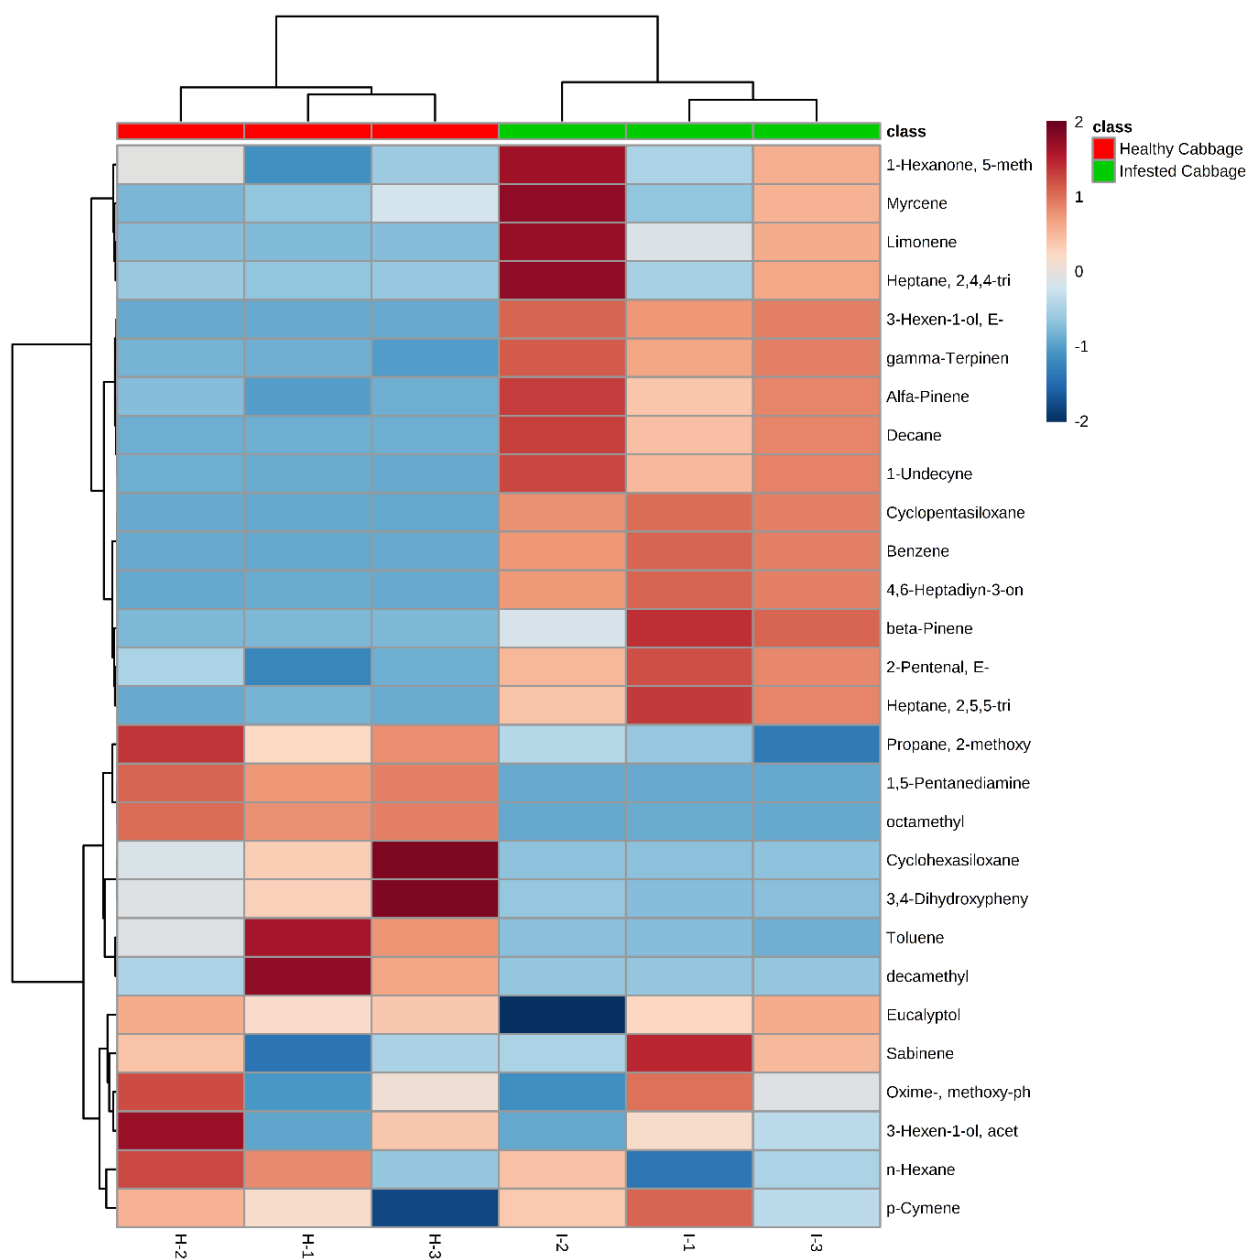 class
1-Hexanone, 5-meth
Myrcene
Limonene
Heptane, 2,4,4-tri
3-Hexen-1-ol, E-
gamma-Terpinen
Alfa-Pinene
Decane
1-Undecyne
Cyclopentasiloxane
Benzene
4,6-Heptadiyn-3-on
beta-Pinene
2-Pentenal, E-
Heptane, 2,5,5-tri
Propane, 2-methoxy
1,5-Pentanediamine
octamethyl
Cyclohexasiloxane
3,4-Dihydroxypheny
Toluene
decamethyl
Eucalyptol
Sabinene
Oxime-, methoxy-ph
3-Hexen-1-ol, acet
n-Hexane
p-Cymene
H-2
H-1
H-3
I-2
I-1
I-3
2
1
0
-1
-2
class
Healthy Cabbage
Infested Cabbage